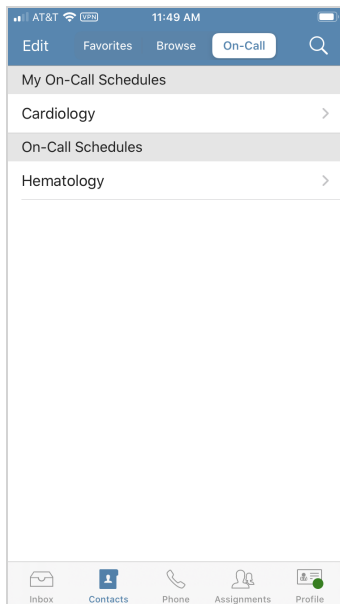 AT&T VPN 11:49 AM
Edit Favorites Browse On-Call
My On-Call Schedules
Cardiology
On-Call Schedules
Hematology
Inbox Contacts Phone Assignments Profile